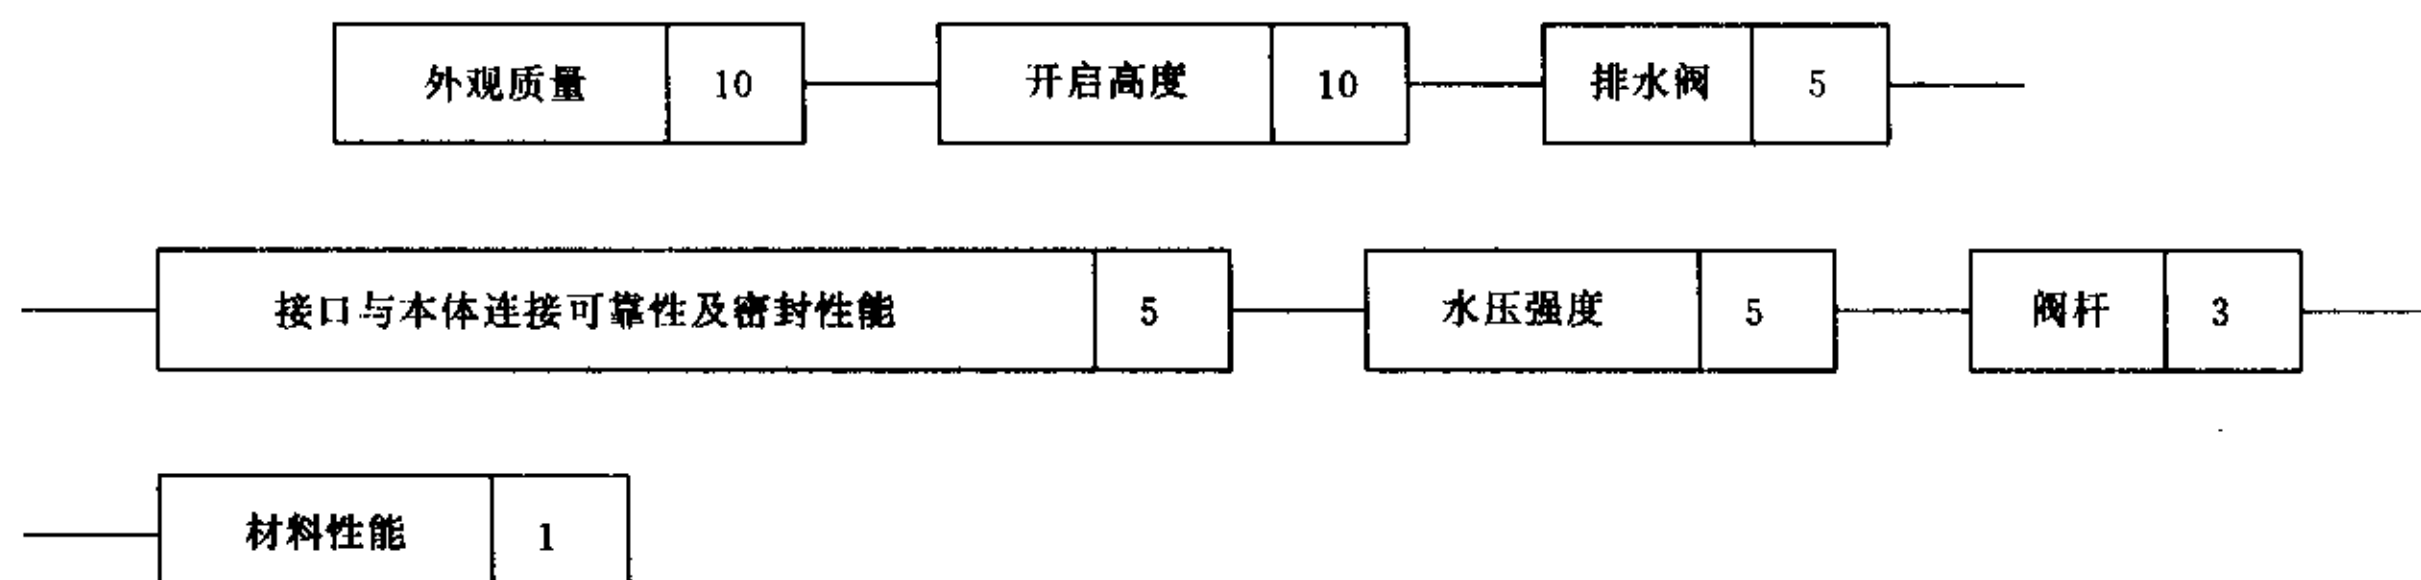 外观质量 10 开启高度 10 排水阀 5
接口与本体连接可靠性及密封性能 5 水压强度 5 阀杆 3
材料性能 1